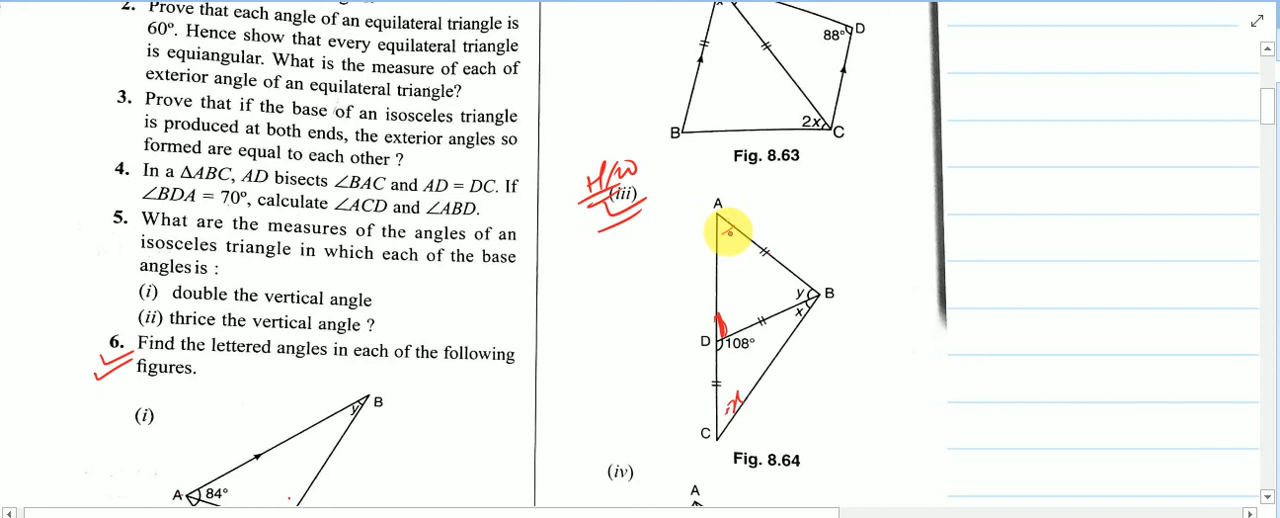 2. Prove that each angle of an equilateral triangle is
60°. Hence show that every equilateral triangle
is equiangular. What is the measure of each of
exterior angle of an equilateral triangle?
3. Prove that if the base of an isosceles triangle
is produced at both ends, the exterior angles so
formed are equal to each other ?
4. In a ΔABC, AD bisects ∠BAC and AD = DC. If
∠BDA = 70°, calculate ∠ACD and ∠ABD.
5. What are the measures of the angles of an
isosceles triangle in which each of the base
angles is :
(i) double the vertical angle
(ii) thrice the vertical angle ?
6. Find the lettered angles in each of the following
figures.
(i)
B
y
A 84°
88° D
2x
B C
Fig. 8.63
H/W
(iii)
A
y B
x
D 108°
x
C
Fig. 8.64
(iv)
A